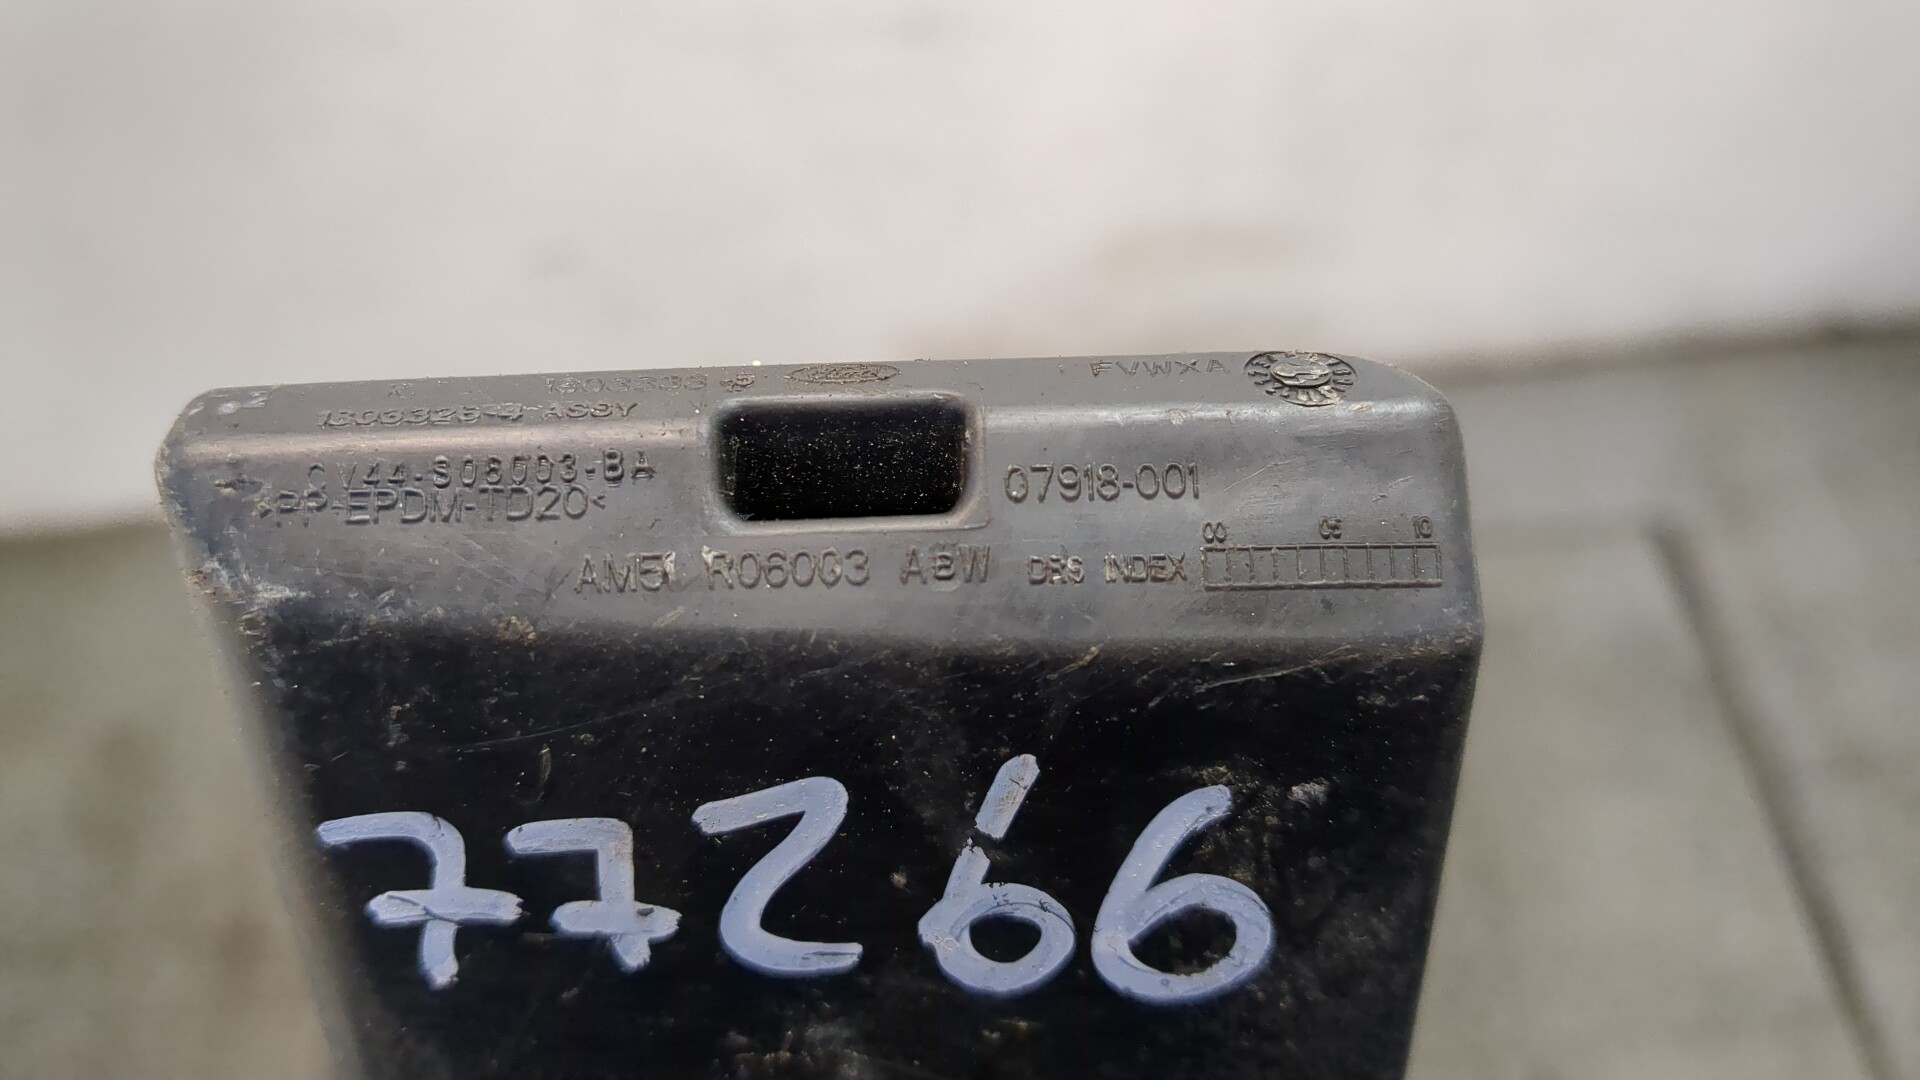 FVWXA
ASSY
CV44-S08003-BA
>PP-EPDM-TD20<
07918-001
00 05 10
AM51 R06003 ABW DRS INDEX
77266